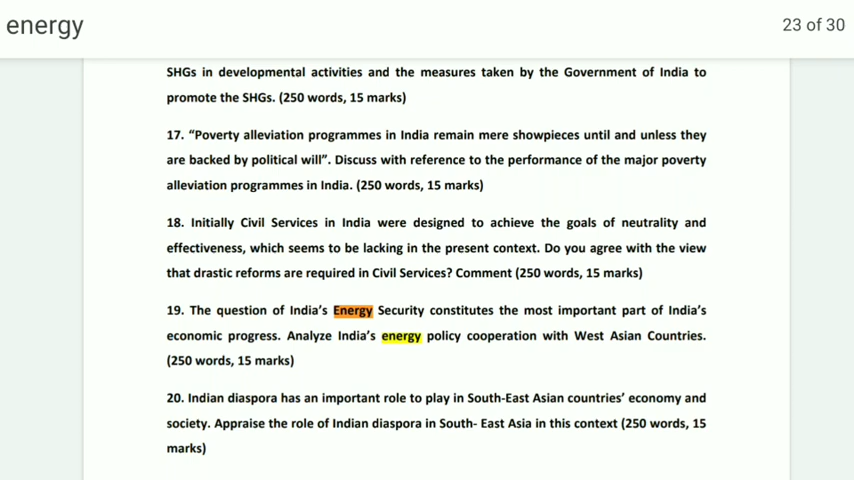 energy
23 of 30
SHGs in developmental activities and the measures taken by the Government of India to
promote the SHGs. (250 words, 15 marks)
17. “Poverty alleviation programmes in India remain mere showpieces until and unless they
are backed by political will”. Discuss with reference to the performance of the major poverty
alleviation programmes in India. (250 words, 15 marks)
18. Initially Civil Services in India were designed to achieve the goals of neutrality and
effectiveness, which seems to be lacking in the present context. Do you agree with the view
that drastic reforms are required in Civil Services? Comment (250 words, 15 marks)
19. The question of India’s Energy Security constitutes the most important part of India’s
economic progress. Analyze India’s energy policy cooperation with West Asian Countries.
(250 words, 15 marks)
20. Indian diaspora has an important role to play in South-East Asian countries’ economy and
society. Appraise the role of Indian diaspora in South- East Asia in this context (250 words, 15
marks)